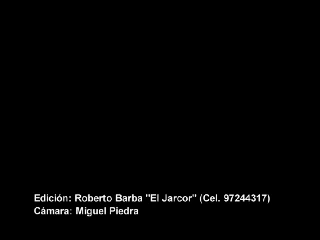 Edición: Roberto Barba "El Jarcor" (Cel. 97244317)
Cámara: Miguel Piedra